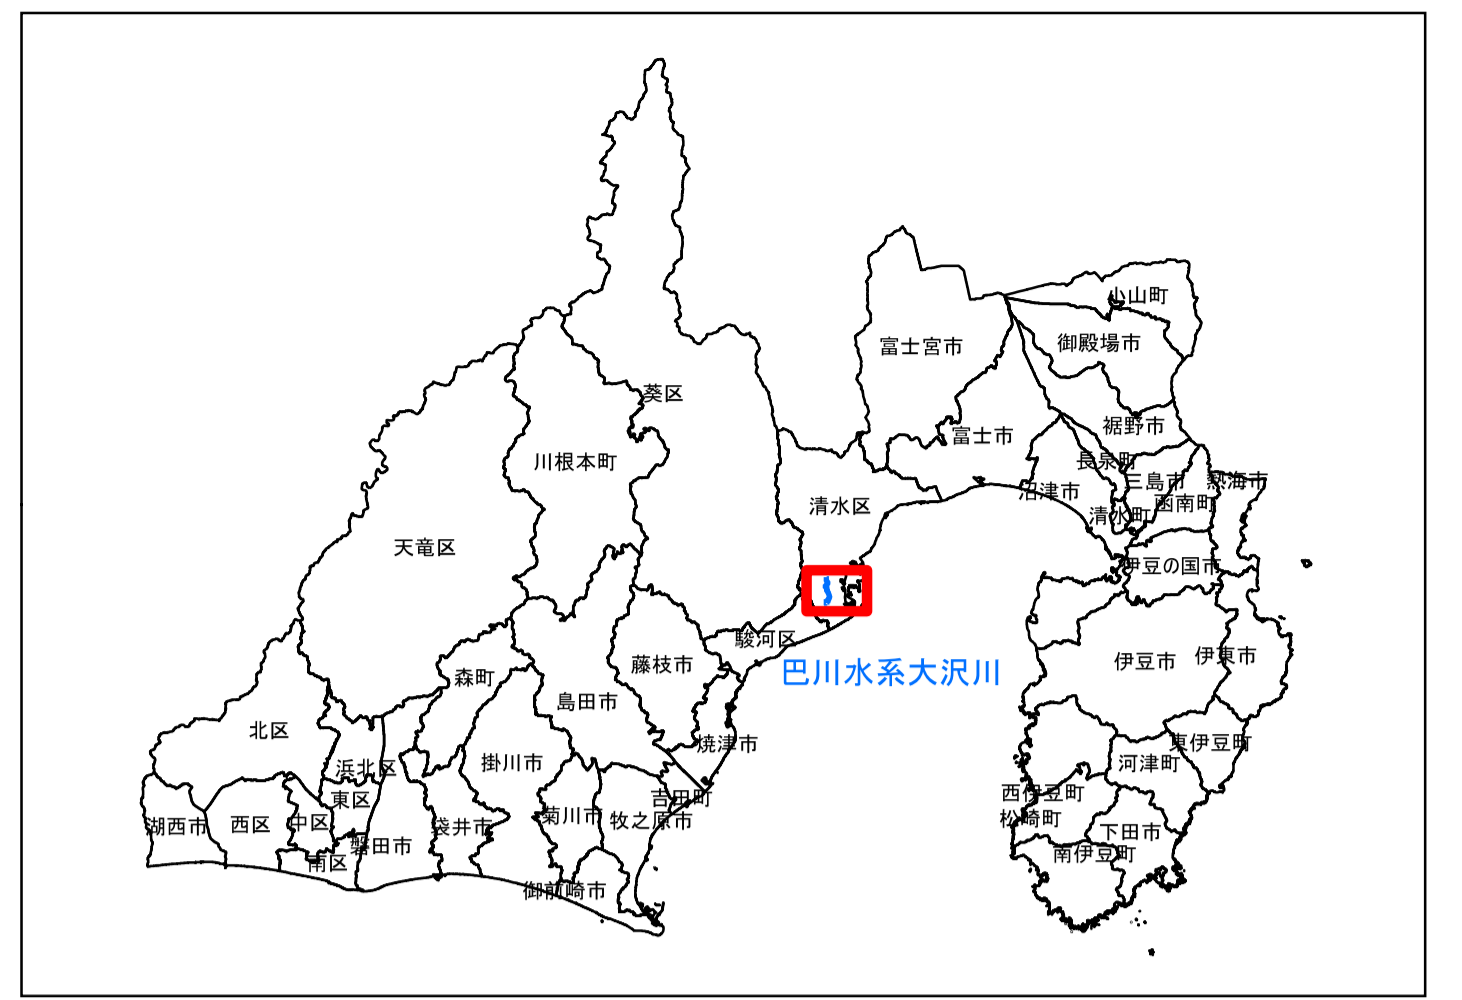 小山町
御殿場市
富士宮市
葵区
裾野市
富士市
川根本町
長泉町
三島市
熱海市
沼津市
函南町
清水区
清水町
天竜区
伊豆の国市
駿河区
伊豆市
伊東市
藤枝市
巴川水系大沢川
森町
島田市
北区
焼津市
東伊豆町
掛川市
河津町
浜北区
西伊豆町
東区
吉田町
菊川市
牧之原市
松崎町
湖西市
西区
中区
袋井市
下田市
磐田市
南伊豆町
南区
御前崎市